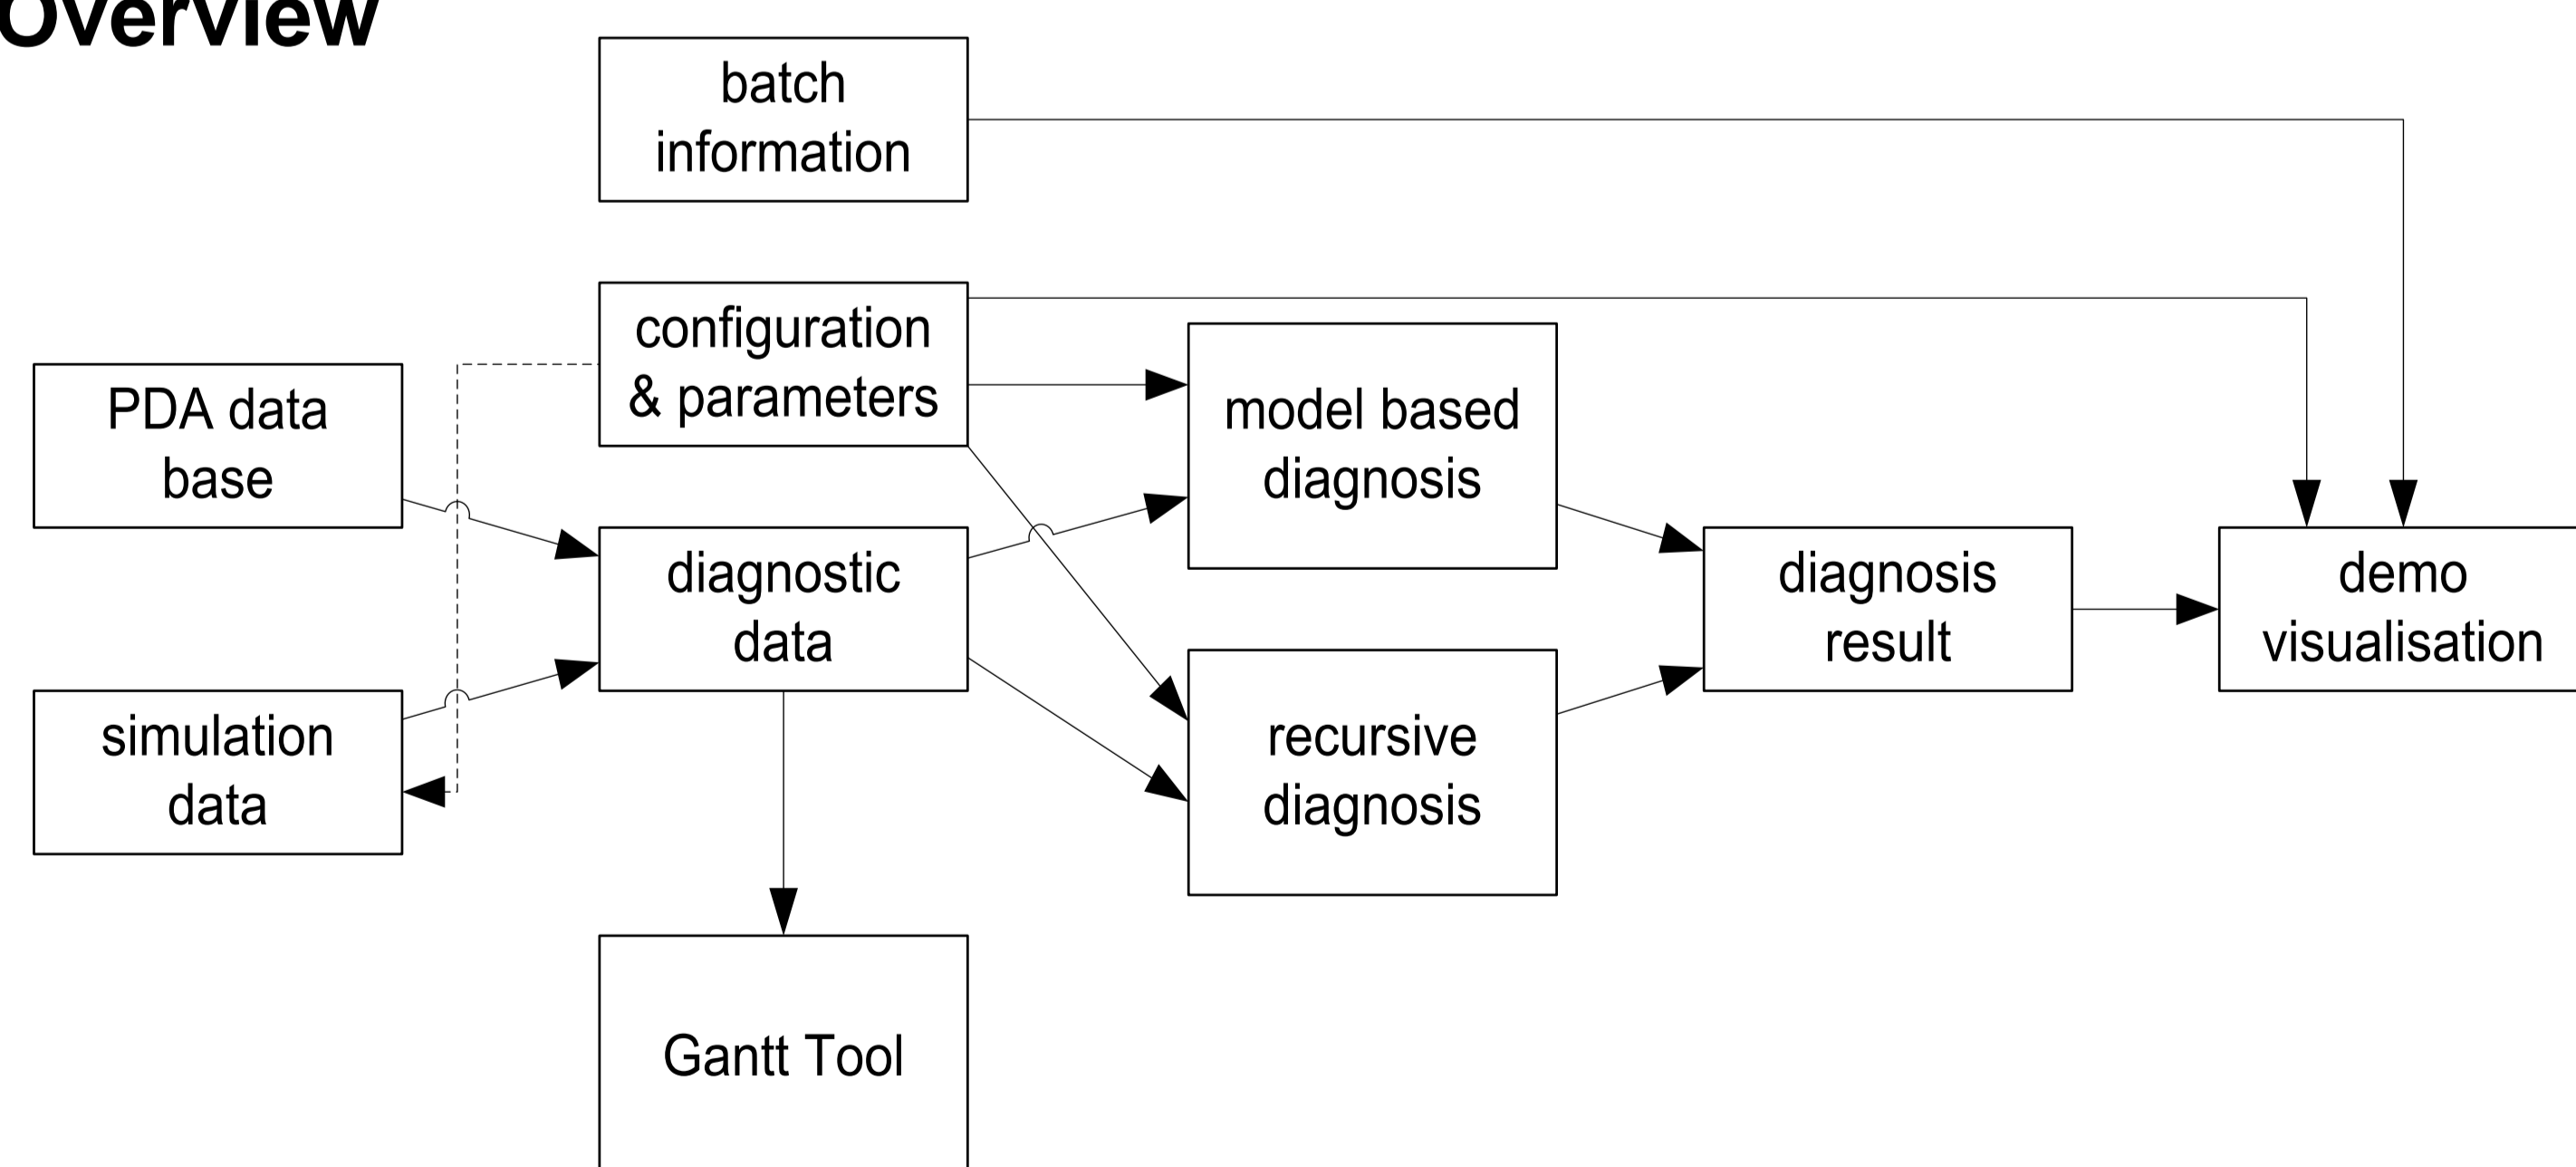 Overview
batch
information
configuration
& parameters
PDA data
base
model based
diagnosis
diagnostic
data
diagnosis
result
demo
visualisation
simulation
data
recursive
diagnosis
Gantt Tool